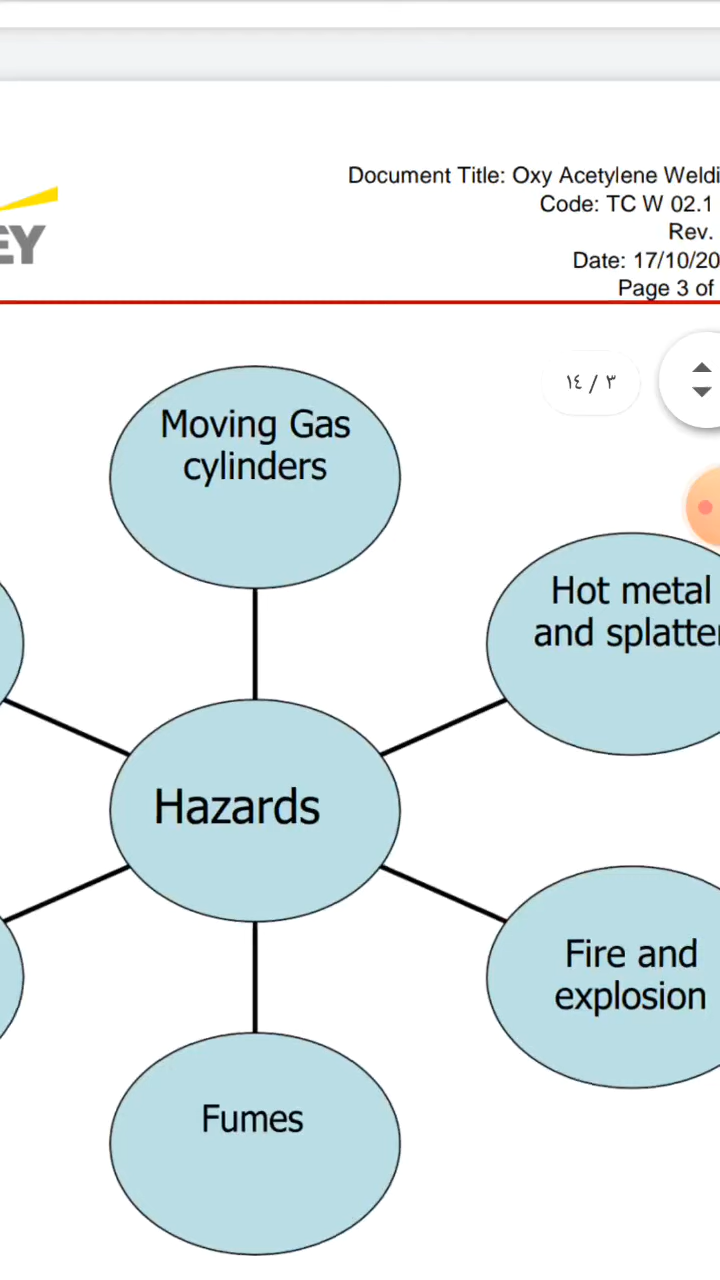 Document Title: Oxy Acetylene Weldi
Code: TC W 02.1
Rev.
EY
Date: 17/10/20
Page 3 of
٣ / ١٤
Moving Gas
cylinders
Hot metal
and splatter
Hazards
Fire and
explosion
Fumes